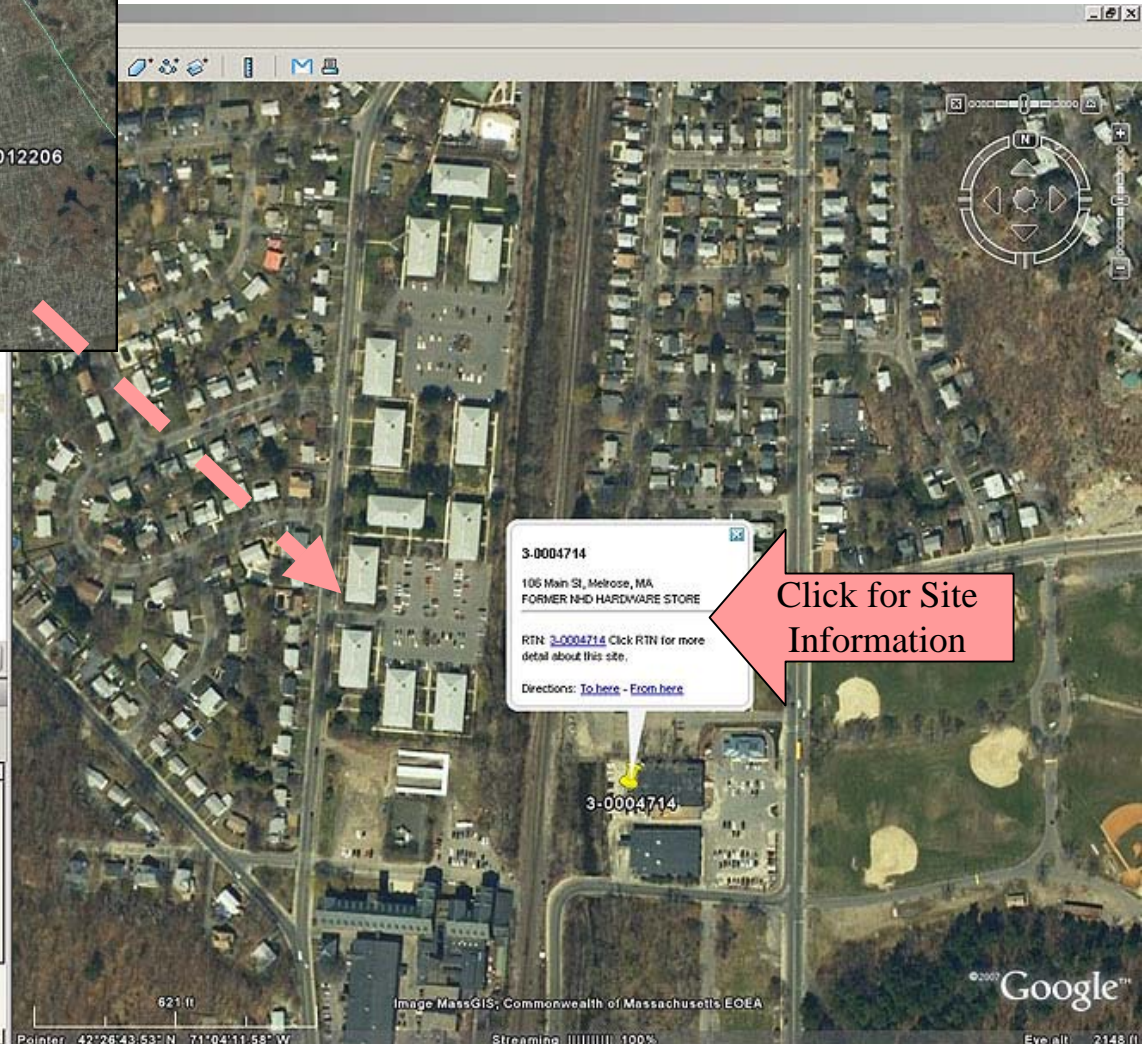 012206
N
3-0004714
106 Main St, Melrose, MA
FORMER NHD HARDWARE STORE
RTN: 3-0004714 Click RTN for more
detail about this site.
Directions: To here - From here
Click for Site
Information
3-0004714
621 ft
Image MassGIS, Commonwealth of Massachusetts EOEA
©2007 Google™
Pointer 42°26'43.53" N 71°04'11.58" W
Streaming |||||||||| 100%
Eye alt 2148 ft